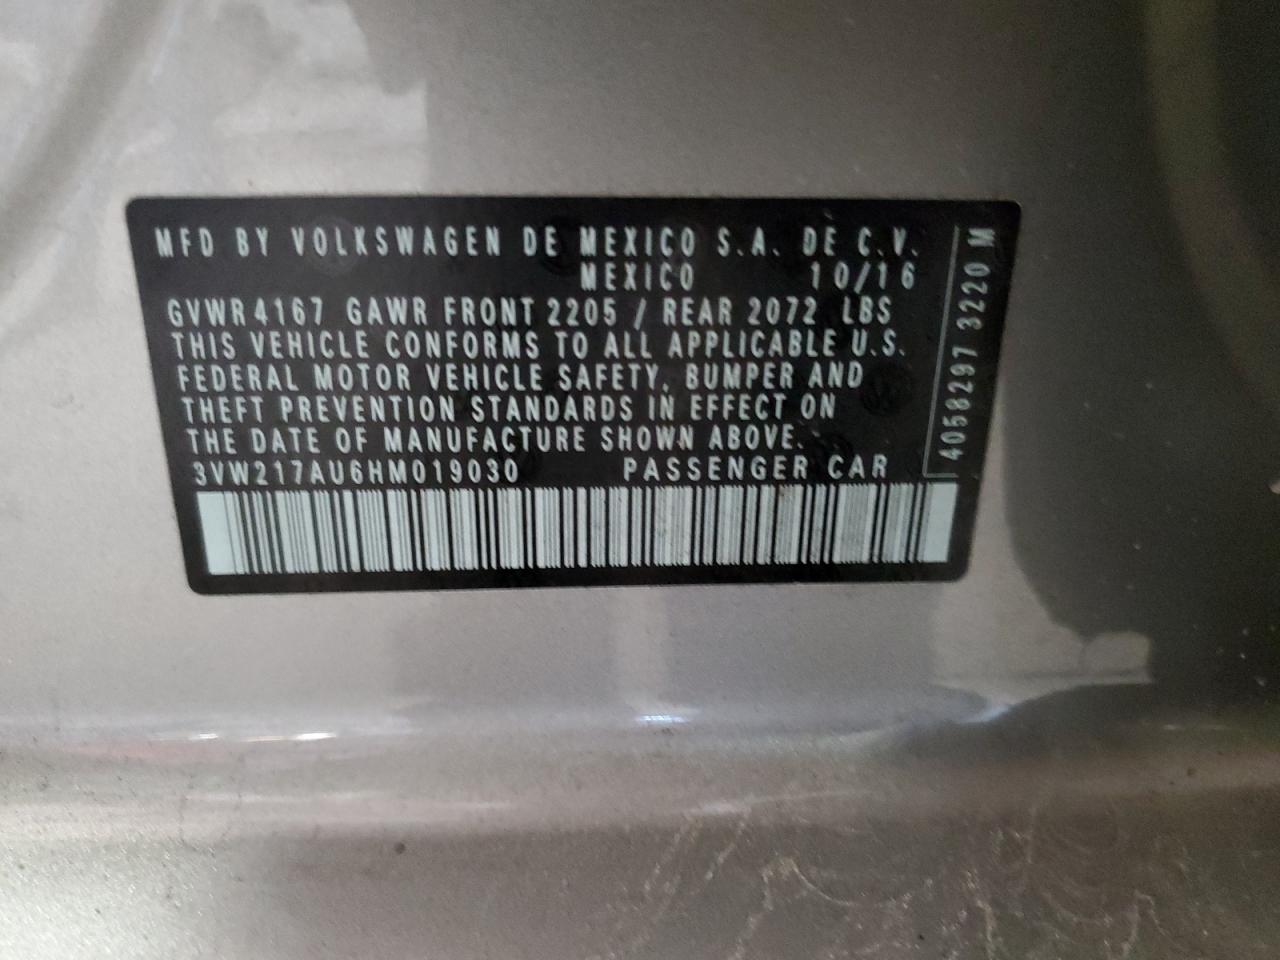 MFD BY VOLKSWAGEN DE MEXICO S.A. DE C.V.
MEXICO 10/16
GVWR 4167 GAWR FRONT 2205 / REAR 2072 LBS
THIS VEHICLE CONFORMS TO ALL APPLICABLE U.S.
FEDERAL MOTOR VEHICLE SAFETY, BUMPER AND
THEFT PREVENTION STANDARDS IN EFFECT ON
THE DATE OF MANUFACTURE SHOWN ABOVE.
3VW217AU6HM019030 PASSENGER CAR
4058297 3220 M